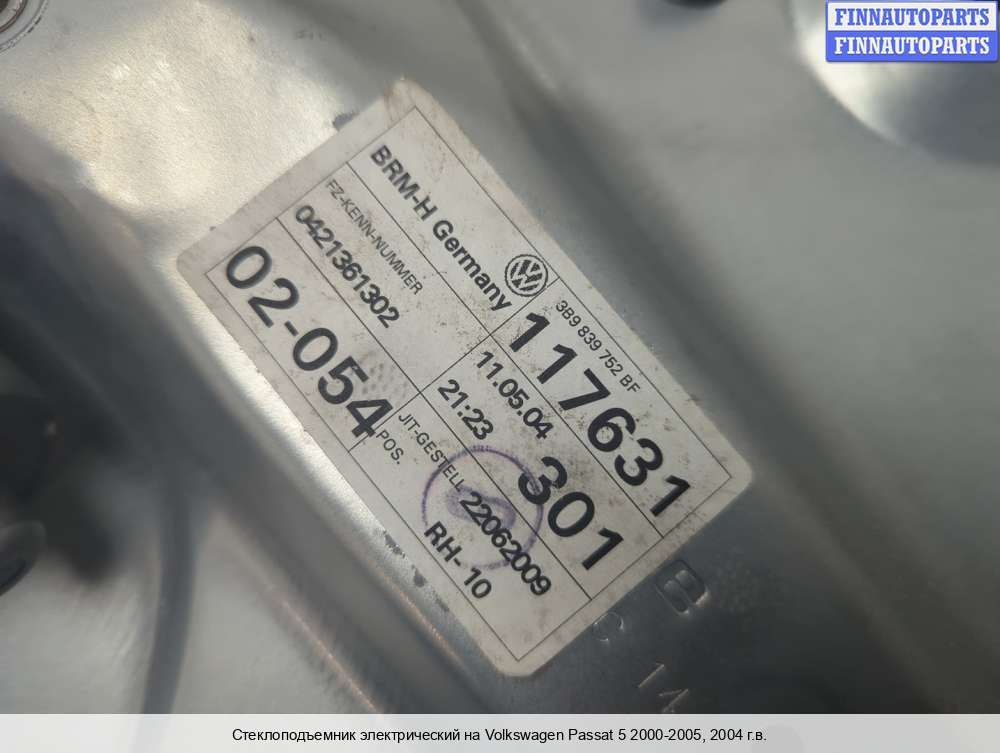 FINNAUTOPARTS
FINNAUTOPARTS
BRM-H Germany
3B9 839 752 BF
FZ-KENN-NUMMER
117631
0421361302
11.05.04
21:23
301
02-054
POS.
JIT-GESTELL
22062009
RH-10
Стеклоподъемник электрический на Volkswagen Passat 5 2000-2005, 2004 г.в.